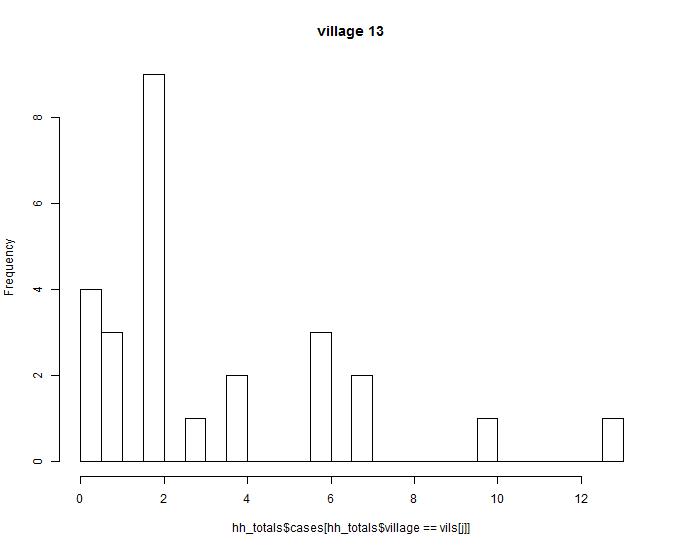 village 13
8
6
4
2
0
Frequency
0 2 4 6 8 10 12
hh_totals$cases[hh_totals$village == vils[j]]